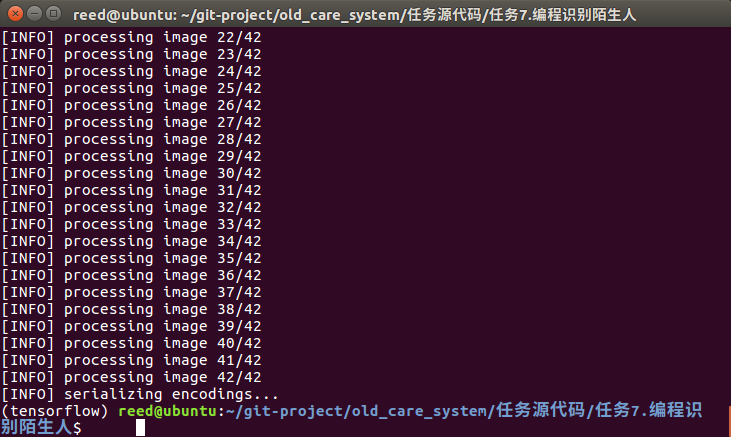 reed@ubuntu: ~/git-project/old_care_system/任务源代码/任务7.编程识别陌生人
[INFO] processing image 22/42
[INFO] processing image 23/42
[INFO] processing image 24/42
[INFO] processing image 25/42
[INFO] processing image 26/42
[INFO] processing image 27/42
[INFO] processing image 28/42
[INFO] processing image 29/42
[INFO] processing image 30/42
[INFO] processing image 31/42
[INFO] processing image 32/42
[INFO] processing image 33/42
[INFO] processing image 34/42
[INFO] processing image 35/42
[INFO] processing image 36/42
[INFO] processing image 37/42
[INFO] processing image 38/42
[INFO] processing image 39/42
[INFO] processing image 40/42
[INFO] processing image 41/42
[INFO] processing image 42/42
[INFO] serializing encodings...
(tensorflow) reed@ubuntu:~/git-project/old_care_system/任务源代码/任务7.编程识
别陌生人$